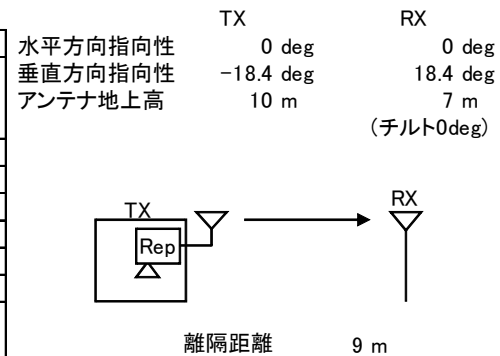 TX RX
水平方向指向性 0 deg 0 deg
垂直方向指向性 -18.4 deg 18.4 deg
アンテナ地上高 10 m 7 m
(チルト0deg)
TX RX
Rep
離隔距離 9 m